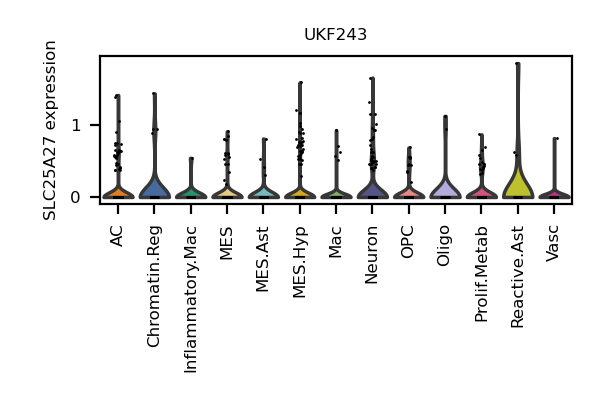 UKF243
SLC25A27 expression
1
0
AC
Chromatin.Reg
Inflammatory.Mac
MES
MES.Ast
MES.Hyp
Mac
Neuron
OPC
Oligo
Prolif.Metab
Reactive.Ast
Vasc